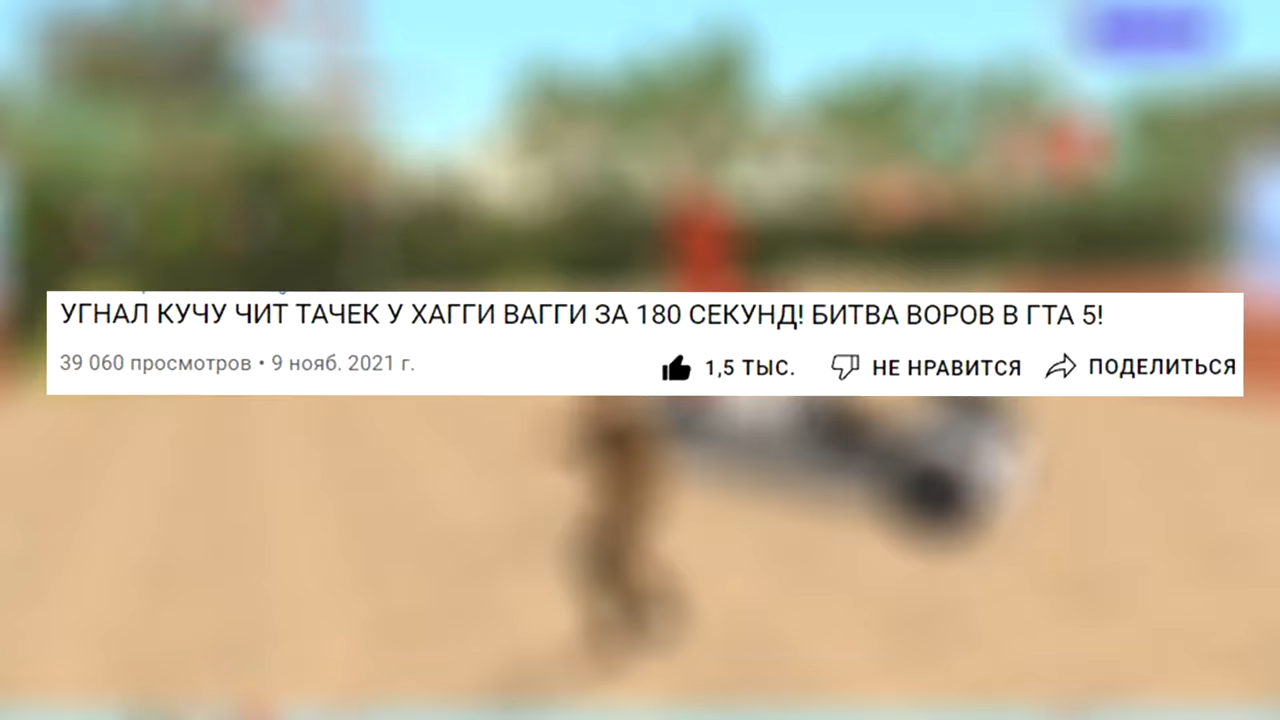 УГНАЛ КУЧУ ЧИТ ТАЧЕК У ХАГГИ ВАГГИ ЗА 180 СЕКУНД! БИТВА ВОРОВ В ГТА 5!
39 060 просмотров • 9 нояб. 2021 г. 1,5 ТЫС. НЕ НРАВИТСЯ ПОДЕЛИТЬСЯ